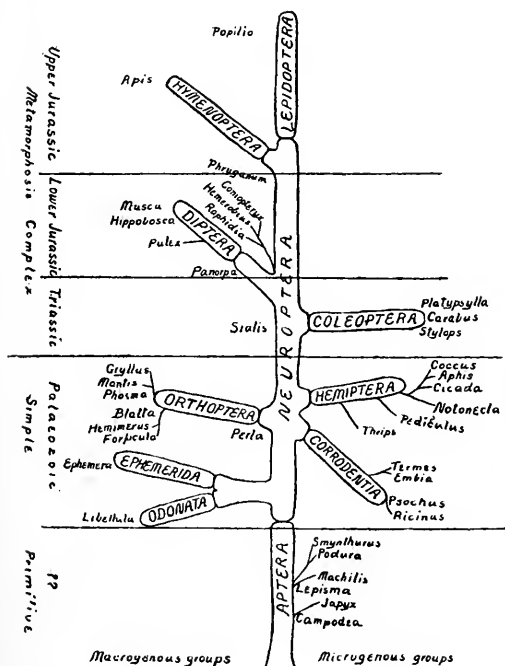 Popilio
LEPIDOPTERA
Apis
HYMENOPTERA
Upper Jurassic
Metamorphosis Complex
Phryganum
Lower Jurassic
Coniopteryx
Hemerobius
Raphidia
Musca
Hippobosca
Pulex
DIPTERA
Panorpa
Triassic
NEUROPTERA
Sialis
COLEOPTERA
Platypsylla
Carabus
Stylops
Palaeozoic
Simple
Gryllus
Mantis
Phasma
Blatta
Hemimerus
Forficula
ORTHOPTERA
Perla
HEMIPTERA
Coccus
Aphis
Cicada
Notonecta
Pediculus
Thrips
CORRODENTIA
Termes
Embia
Psochus
Ricinus
Ephemera
EPHEMERIDA
Libellula
ODONATA
??
Primitive
APTERA
Smynthurus
Podura
Machilis
Lepisma
Japyx
Campodea
Macrogenous groups
Microgenous groups